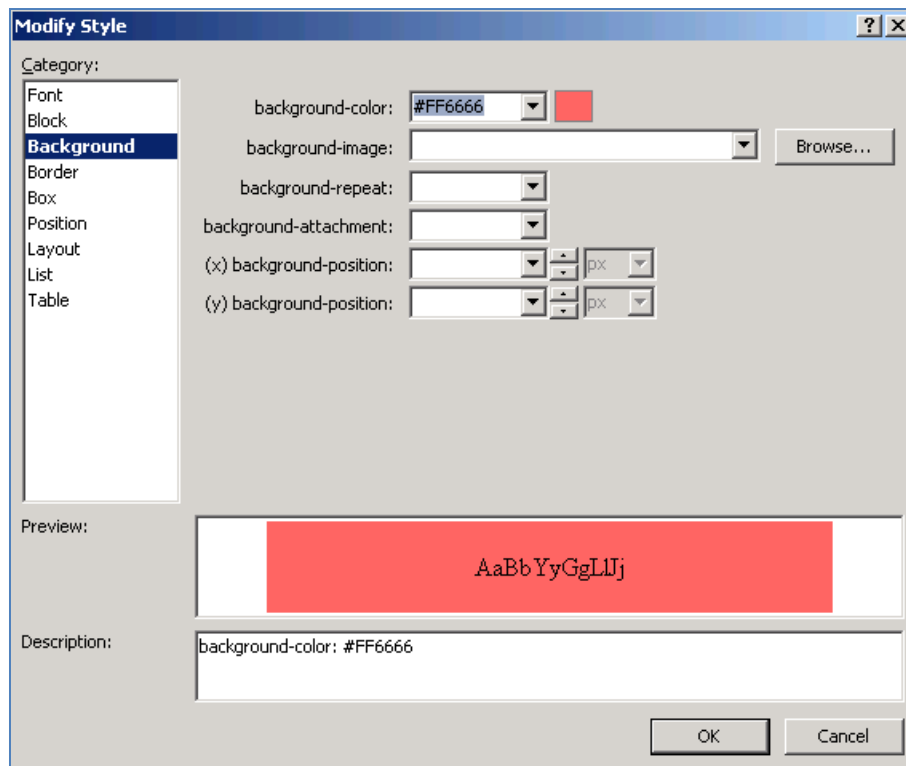 Modify Style
Category:
Font
Block
Background
Border
Box
Position
Layout
List
Table
background-color: #FF6666
background-image: Browse...
background-repeat:
background-attachment:
(x) background-position: px
(y) background-position: px
Preview:
AaBbYyGgLlJj
Description:
background-color: #FF6666
OK Cancel